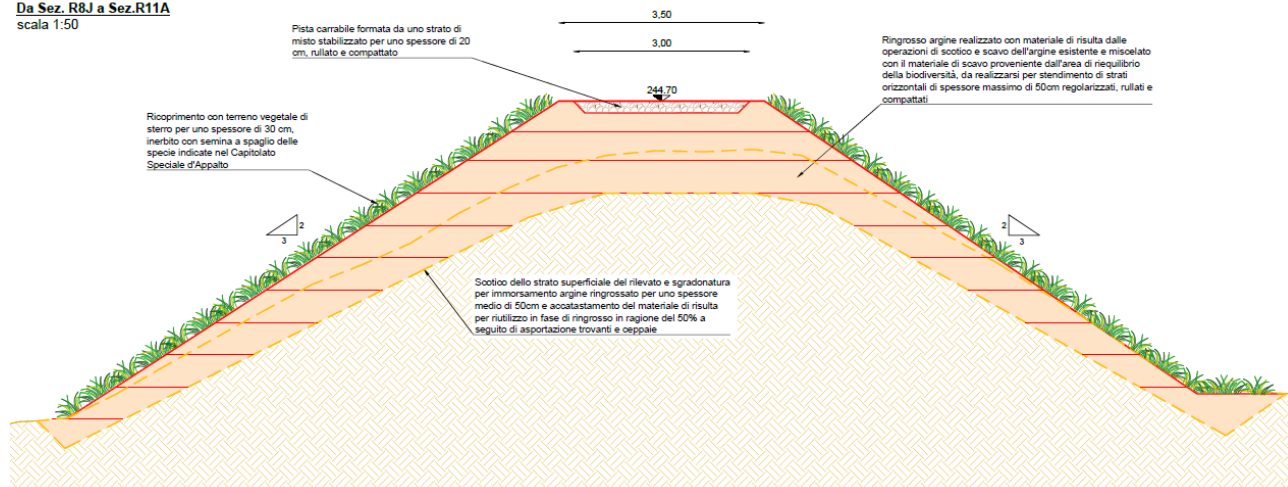 Da Sez. R8J a Sez.R11A
scala 1:50
3,50
Pista carrabile formata da uno strato di
misto stabilizzato per uno spessore di 20
cm, rullato e compattato
3,00
Ringrosso argine realizzato con materiale di risulta dalle
operazioni di scotico e scavo dell'argine esistente e miscelato
con il materiale di scavo proveniente dall'area di riequilibrio
della biodiversità, da realizzarsi per stendimento di strati
orizzontali di spessore massimo di 50cm regolarizzati, rullati e
compattati
244,70
Ricoprimento con terreno vegetale di
sterro per uno spessore di 30 cm,
inerbito con semina a spaglio delle
specie indicate nel Capitolato
Speciale d'Appalto
2
3
2
3
Scotico dello strato superficiale del rilevato e sgradonatura
per immorsamento argine ringrossato per uno spessore
medio di 50cm e accatastamento del materiale di risulta
per riutilizzo in fase di ringrosso in ragione del 50% a
seguito di asportazione trovanti e ceppaie